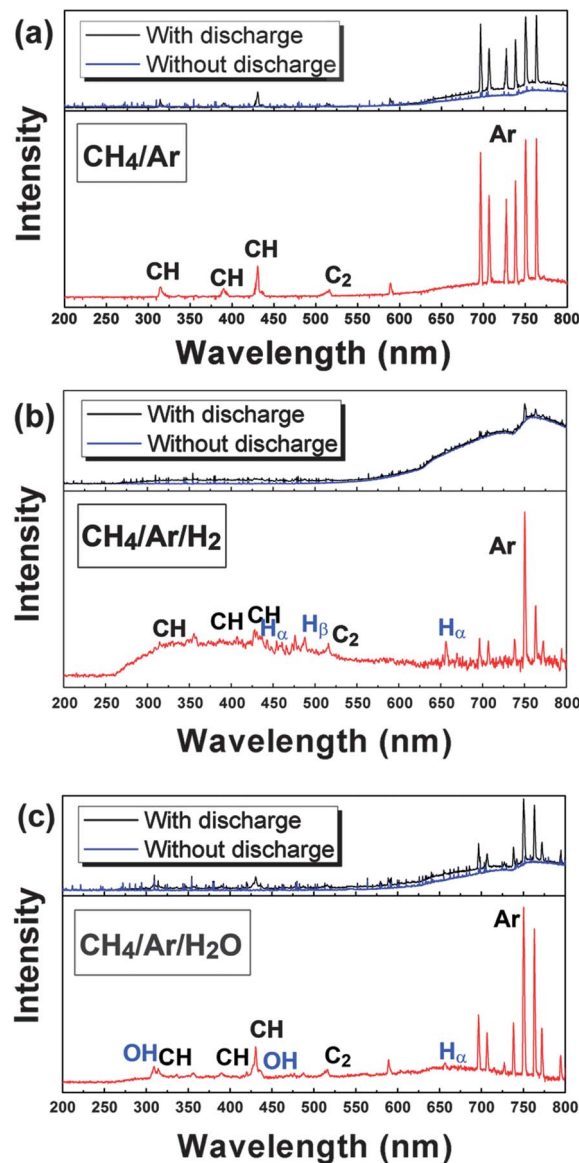 (a)
With discharge
Without discharge
CH4/Ar
Ar
CH
CH
CH
C2
Intensity
200 250 300 350 400 450 500 550 600 650 700 750 800
Wavelength (nm)
(b)
With discharge
Without discharge
CH4/Ar/H2
Ar
CH
CH
CH
Hα
Hβ
C2
Hα
Intensity
200 250 300 350 400 450 500 550 600 650 700 750 800
Wavelength (nm)
(c)
With discharge
Without discharge
CH4/Ar/H2O
Ar
OH
CH
CH
CH
OH
C2
Hα
Intensity
200 250 300 350 400 450 500 550 600 650 700 750 800
Wavelength (nm)